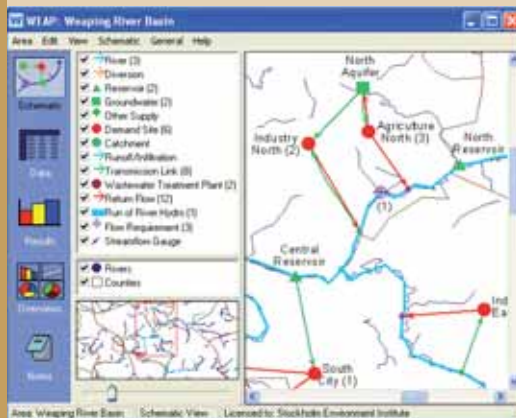 WEAP: Weaping River Basin
Area Edit View Schematic General Help
Schematic
Data
Results
Overviews
Notes
River (3)
Diversion
Reservoir (2)
Groundwater (2)
Other Supply
Demand Site (6)
Catchment
Runoff/Infiltration
Transmission Link (8)
Wastewater Treatment Plant (2)
Return Flow (12)
Run of River Hydro (1)
Flow Requirement (3)
Streamflow Gauge
Rivers
Counties
North
Aquifer
Industry
North (2)
Agriculture
North (3)
North
Reservoir
(1)
Central
Reservoir
Ind
Ea
South
City (1)
Area: Weaping River Basin Schematic View Licensed to: Stockholm Environment Institute